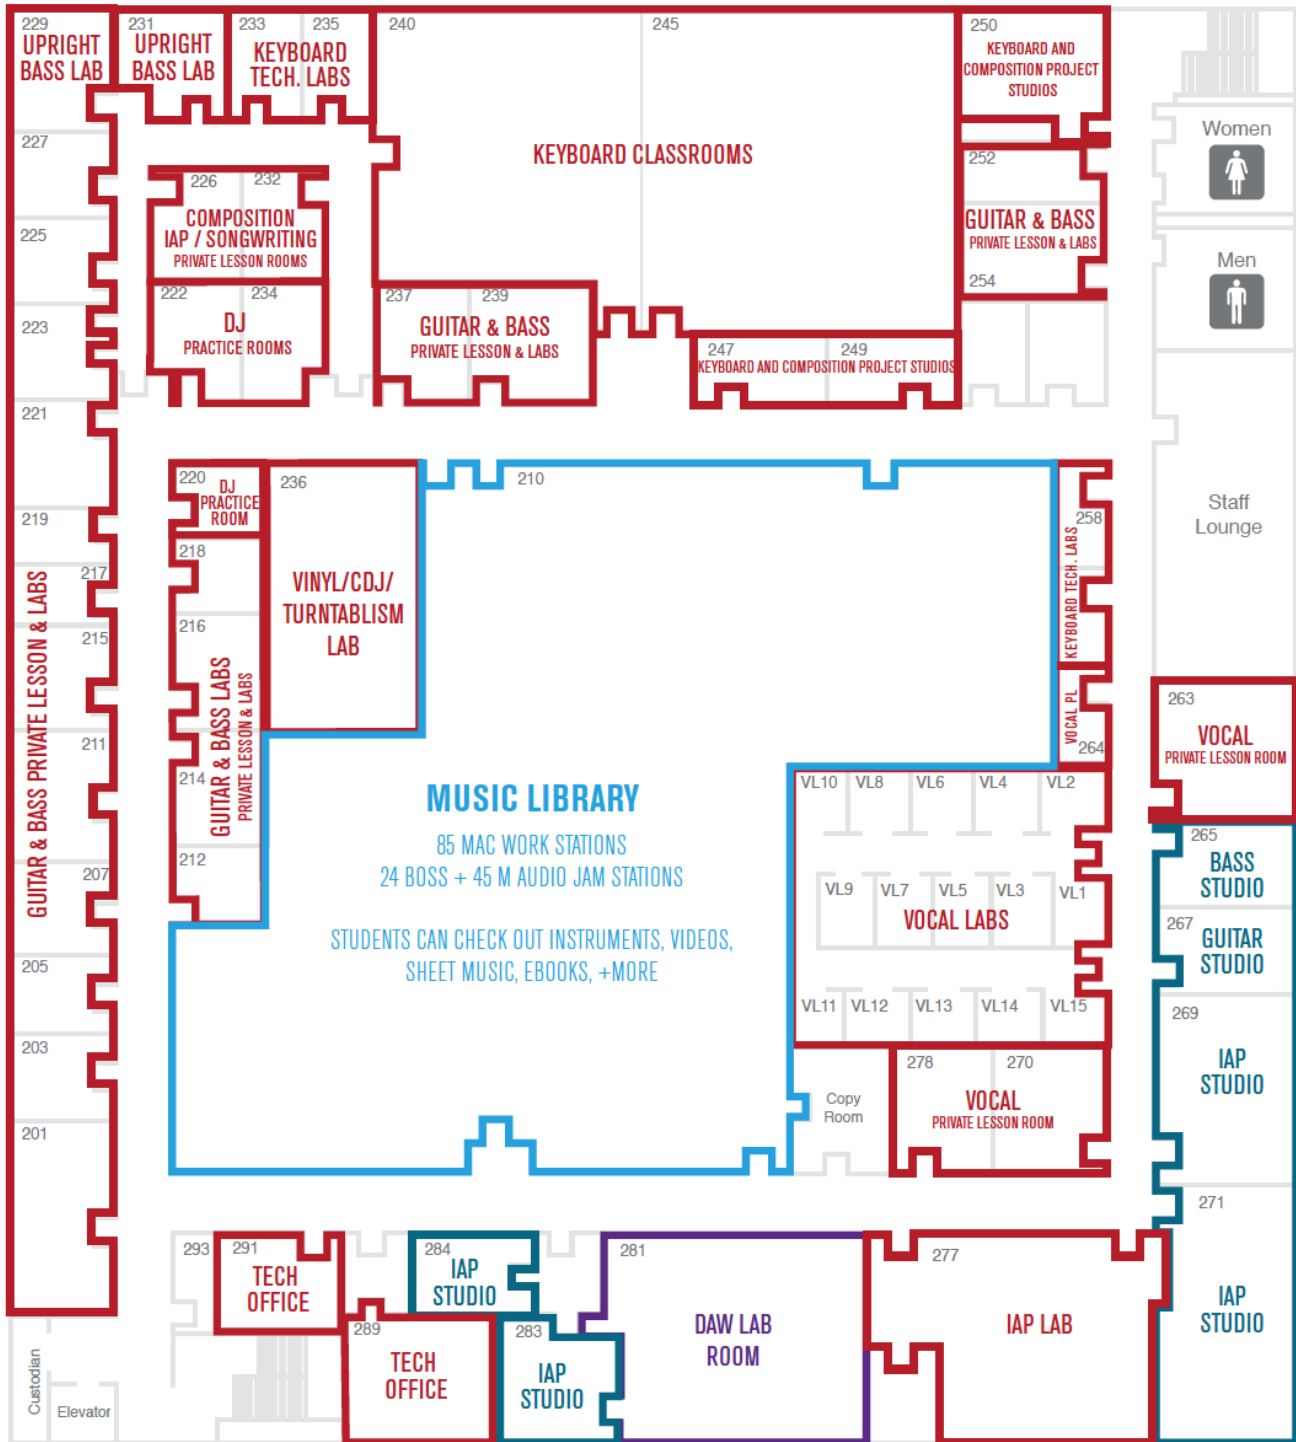 229
UPRIGHT
BASS LAB
231
UPRIGHT
BASS LAB
233
235
KEYBOARD
TECH. LABS
240
245
KEYBOARD CLASSROOMS
250
KEYBOARD AND
COMPOSITION PROJECT
STUDIOS
Women
227
226
232
COMPOSITION
IAP / SONGWRITING
PRIVATE LESSON ROOMS
252
GUITAR & BASS
PRIVATE LESSON & LABS
254
225
Men
222
234
DJ
PRACTICE ROOMS
237
239
GUITAR & BASS
PRIVATE LESSON & LABS
247
249
KEYBOARD AND COMPOSITION PROJECT STUDIOS
223
221
220
DJ
PRACTICE
ROOM
236
VINYL/CDJ/
TURNTABLISM
LAB
210
258
KEYBOARD TECH. LABS
Staff
Lounge
219
217
218
216
215
GUITAR & BASS PRIVATE LESSON & LABS
GUITAR & BASS LABS
PRIVATE LESSON & LABS
211
214
212
207
VOCAL PL
264
263
VOCAL
PRIVATE LESSON ROOM
MUSIC LIBRARY
85 MAC WORK STATIONS
24 BOSS + 45 M AUDIO JAM STATIONS
STUDENTS CAN CHECK OUT INSTRUMENTS, VIDEOS,
SHEET MUSIC, EBOOKS, +MORE
VL10
VL8
VL6
VL4
VL2
VL9
VL7
VL5
VL3
VL1
VOCAL LABS
VL11
VL12
VL13
VL14
VL15
265
BASS
STUDIO
267
GUITAR
STUDIO
269
IAP
STUDIO
205
203
201
Copy
Room
278
270
VOCAL
PRIVATE LESSON ROOM
271
IAP
STUDIO
293
291
TECH
OFFICE
284
IAP
STUDIO
281
DAW LAB
ROOM
277
IAP LAB
289
TECH
OFFICE
283
IAP
STUDIO
Custodian
Elevator